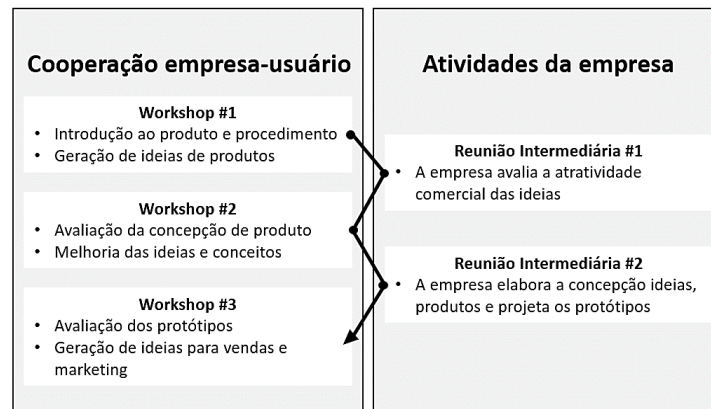 Cooperação empresa-usuário
Workshop #1
• Introdução ao produto e procedimento
• Geração de ideias de produtos
Workshop #2
• Avaliação da concepção de produto
• Melhoria das ideias e conceitos
Workshop #3
• Avaliação dos protótipos
• Geração de ideias para vendas e
marketing
Atividades da empresa
Reunião Intermediária #1
• A empresa avalia a atratividade
comercial das ideias
Reunião Intermediária #2
• A empresa elabora a concepção ideias,
produtos e projeta os protótipos